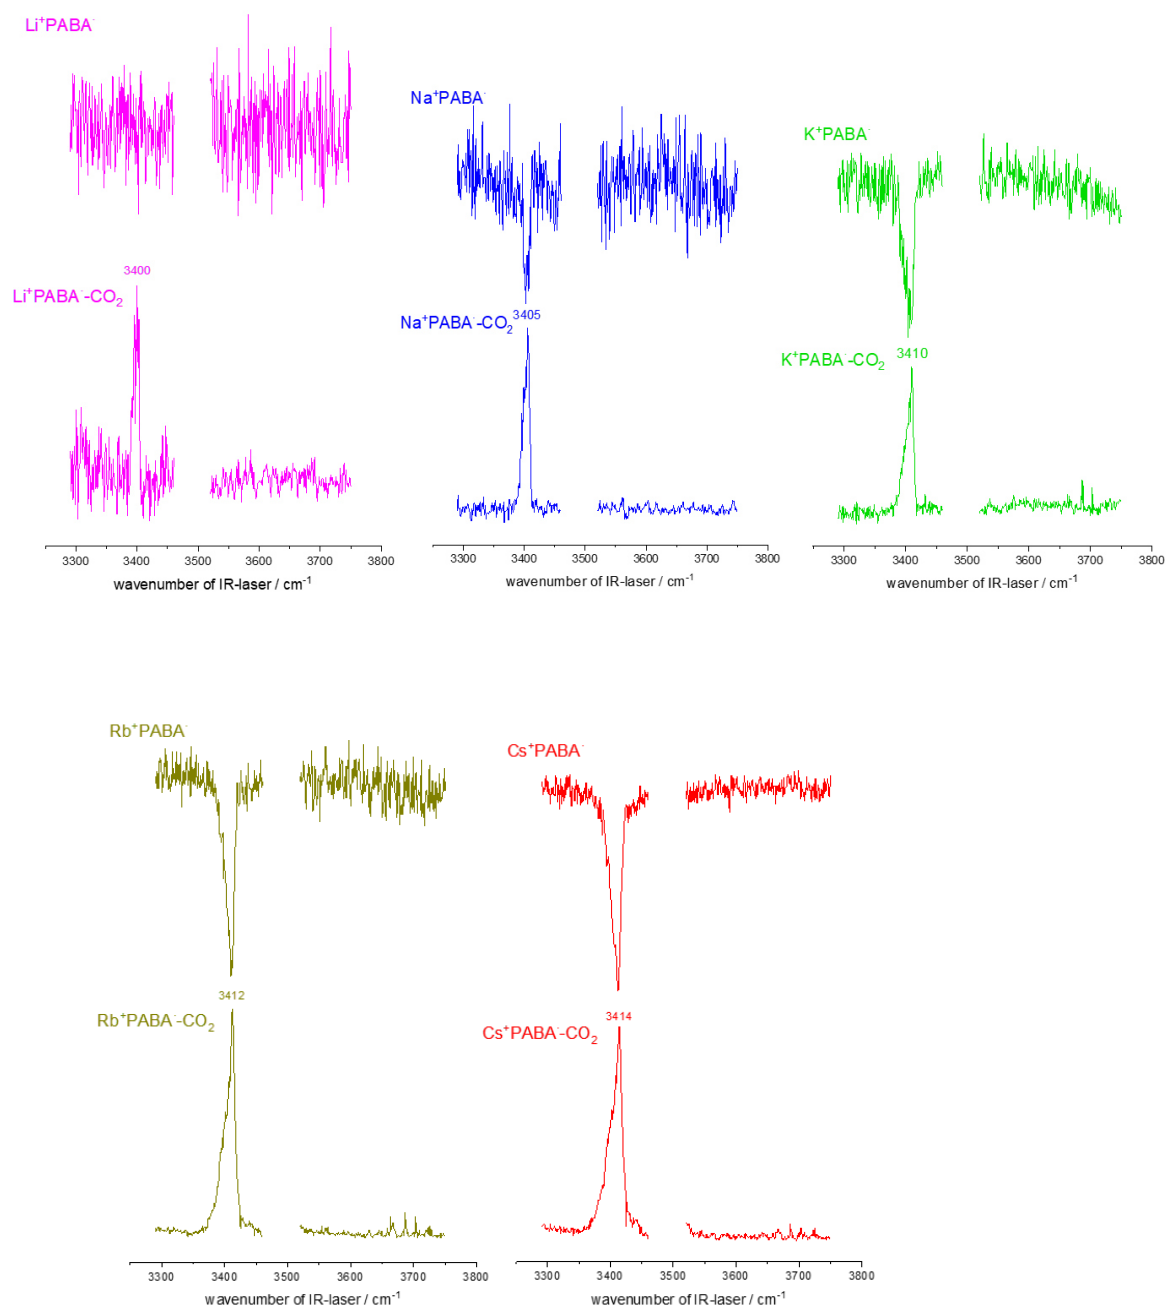 Li⁺PABA·
3400
Li⁺PABA·-CO₂
3300 3400 3500 3600 3700 3800
wavenumber of IR-laser / cm⁻¹
Na⁺PABA·
Na⁺PABA·-CO₂ 3405
3300 3400 3500 3600 3700 3800
wavenumber of IR-laser / cm⁻¹
K⁺PABA·
K⁺PABA·-CO₂ 3410
3300 3400 3500 3600 3700 3800
wavenumber of IR-laser / cm⁻¹
Rb⁺PABA·
3412
Rb⁺PABA·-CO₂
3300 3400 3500 3600 3700 3800
wavenumber of IR-laser / cm⁻¹
Cs⁺PABA·
3414
Cs⁺PABA·-CO₂
3300 3400 3500 3600 3700 3800
wavenumber of IR-laser / cm⁻¹